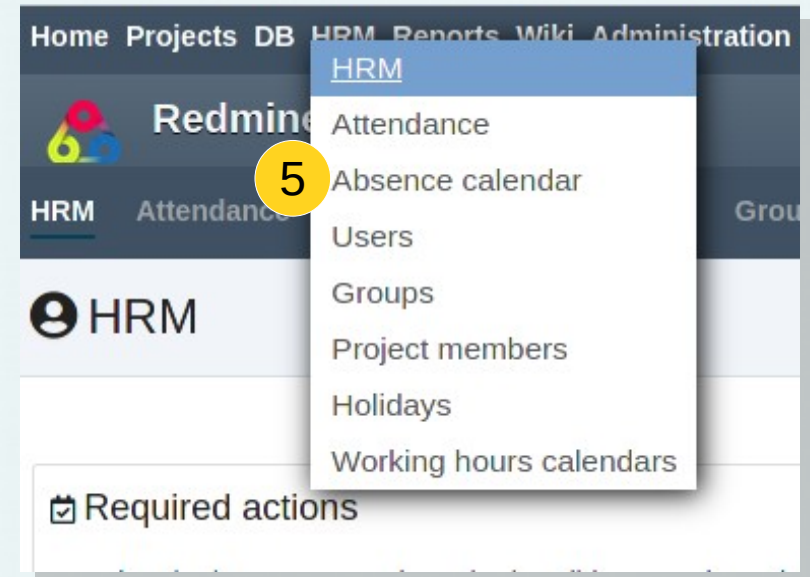 Home Projects DB HRM Reports Wiki Administration
HRM
Redmine
Attendance
5
Absence calendar
HRM Attendance
Users
Groups
HRM
Project members
Holidays
Working hours calendars
Required actions